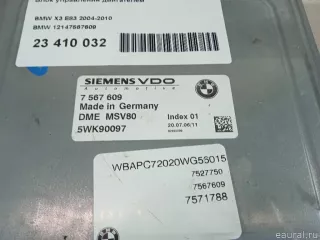 Блок управления двигателем
BMW X3 E83 2004-2010
BMW 12147567609
23 410 032
SIEMENS VDO
Automotive
7 567 609
Made in Germany
DME MSV80
Index 01
20.07.06/11
5WK90097
WBAPC72020WG5S015
7527750
7567609
7571788
eaural.ru